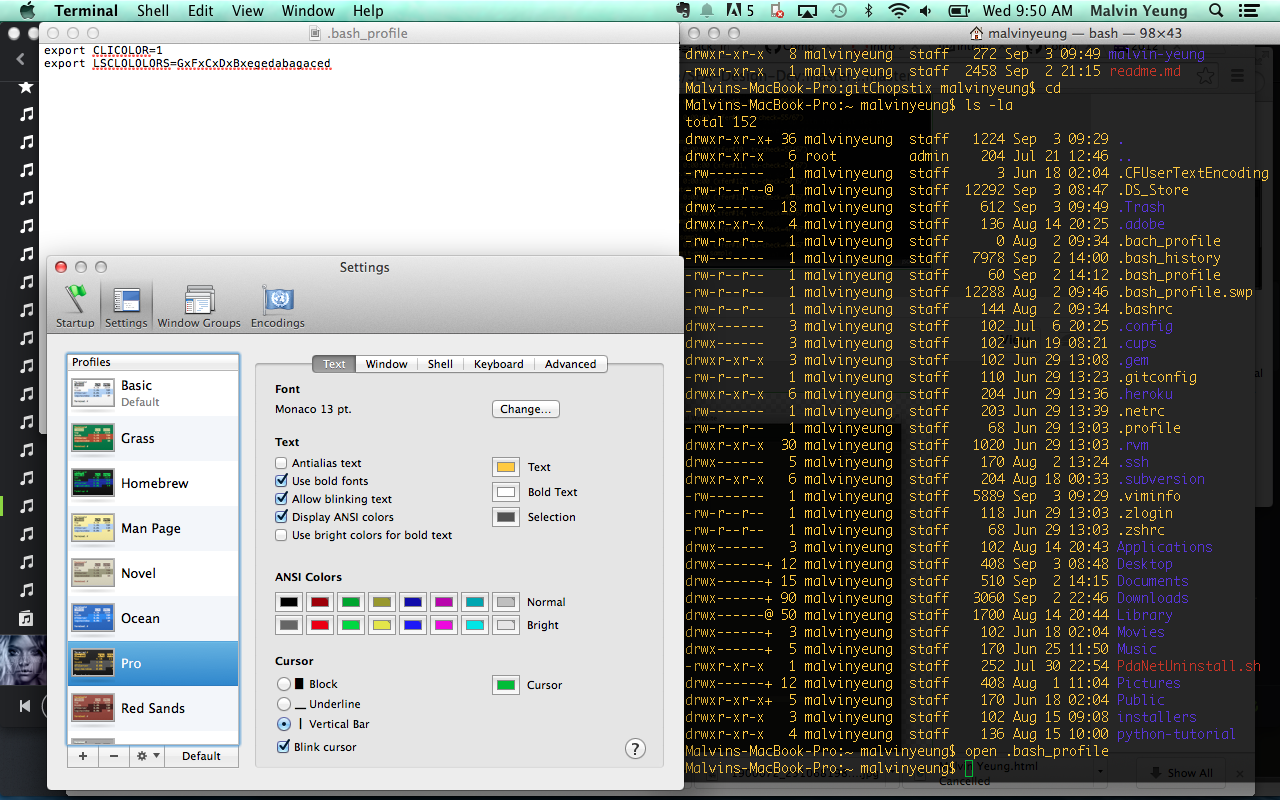 Terminal Shell Edit View Window Help
5
Wed 9:50 AM Malvin Yeung
.bash_profile
export CLICOLOR=1
export LSCLOLOLORS=GxFxCxDxBxegedabagaced
malvinyeung — bash — 98×43
drwxr-xr-x 8 malvinyeung staff 272 Sep 3 09:49 malvin-yeung
-rwxr-xr-x 1 malvinyeung staff 2458 Sep 2 21:15 readme.md
Malvins-MacBook-Pro:gitChopstix malvinyeung$ cd
Malvins-MacBook-Pro:~ malvinyeung$ ls -la
total 152
drwxr-xr-x+ 36 malvinyeung staff 1224 Sep 3 09:29 .
drwxr-xr-x 6 root admin 204 Jul 21 12:46 ..
-rw------- 1 malvinyeung staff 3 Jun 18 02:04 .CFUserTextEncoding
-rw-r--r--@ 1 malvinyeung staff 12292 Sep 3 08:47 .DS_Store
drwx------ 18 malvinyeung staff 612 Sep 3 09:49 .Trash
drwxr-xr-x 4 malvinyeung staff 136 Aug 14 20:25 .adobe
-rw-r--r-- 1 malvinyeung staff 0 Aug 2 09:34 .bach_profile
-rw------- 1 malvinyeung staff 7978 Sep 2 14:00 .bash_history
-rw-r--r-- 1 malvinyeung staff 60 Sep 2 14:12 .bash_profile
-rw-r--r-- 1 malvinyeung staff 12288 Aug 2 09:46 .bash_profile.swp
-rw-r--r-- 1 malvinyeung staff 144 Aug 2 09:34 .bashrc
drwx------ 3 malvinyeung staff 102 Jul 6 20:25 .config
drwx------ 3 malvinyeung staff 102 Jun 19 08:21 .cups
drwxr-xr-x 3 malvinyeung staff 102 Jun 29 13:08 .gem
-rw-r--r-- 1 malvinyeung staff 110 Jun 29 13:23 .gitconfig
drwxr-xr-x 6 malvinyeung staff 204 Jun 29 13:36 .heroku
-rw------- 1 malvinyeung staff 203 Jun 29 13:39 .netrc
-rw-r--r-- 1 malvinyeung staff 68 Jun 29 13:03 .profile
drwxr-xr-x 30 malvinyeung staff 1020 Jun 29 13:03 .rvm
drwx------ 5 malvinyeung staff 170 Aug 2 13:24 .ssh
drwxr-xr-x 6 malvinyeung staff 204 Aug 18 00:33 .subversion
-rw------- 1 malvinyeung staff 5889 Sep 3 09:29 .viminfo
-rw-r--r-- 1 malvinyeung staff 118 Jun 29 13:03 .zlogin
-rw-r--r-- 1 malvinyeung staff 68 Jun 29 13:03 .zshrc
drwx------ 3 malvinyeung staff 102 Aug 14 20:43 Applications
drwx------+ 12 malvinyeung staff 408 Sep 3 08:48 Desktop
drwx------+ 15 malvinyeung staff 510 Sep 2 14:15 Documents
drwx------+ 90 malvinyeung staff 3060 Sep 2 22:46 Downloads
drwx------@ 50 malvinyeung staff 1700 Aug 14 20:44 Library
drwx------+ 3 malvinyeung staff 102 Jun 18 02:04 Movies
drwx------+ 5 malvinyeung staff 170 Jun 25 11:50 Music
-rwxr-xr-x 1 malvinyeung staff 252 Jul 30 22:54 PdaNetUninstall.sh
drwx------+ 12 malvinyeung staff 408 Aug 1 11:04 Pictures
drwxr-xr-x+ 5 malvinyeung staff 170 Jun 18 02:04 Public
drwxr-xr-x 3 malvinyeung staff 102 Aug 15 09:08 installers
drwxr-xr-x 4 malvinyeung staff 136 Aug 15 10:00 python-tutorial
Malvins-MacBook-Pro:~ malvinyeung$ open .bash_profile
Malvins-MacBook-Pro:~ malvinyeung$
Yeung.html
Cancelled
Show All
Settings
Startup Settings Window Groups Encodings
Profiles
Basic
Default
Grass
Homebrew
Man Page
Novel
Ocean
Pro
Red Sands
Default
Text Window Shell Keyboard Advanced
Font
Monaco 13 pt. Change...
Text
Antialias text
Use bold fonts
Allow blinking text
Display ANSI colors
Use bright colors for bold text
Text
Bold Text
Selection
ANSI Colors
Normal
Bright
Cursor
Block
Underline
Vertical Bar
Blink cursor
Cursor
?